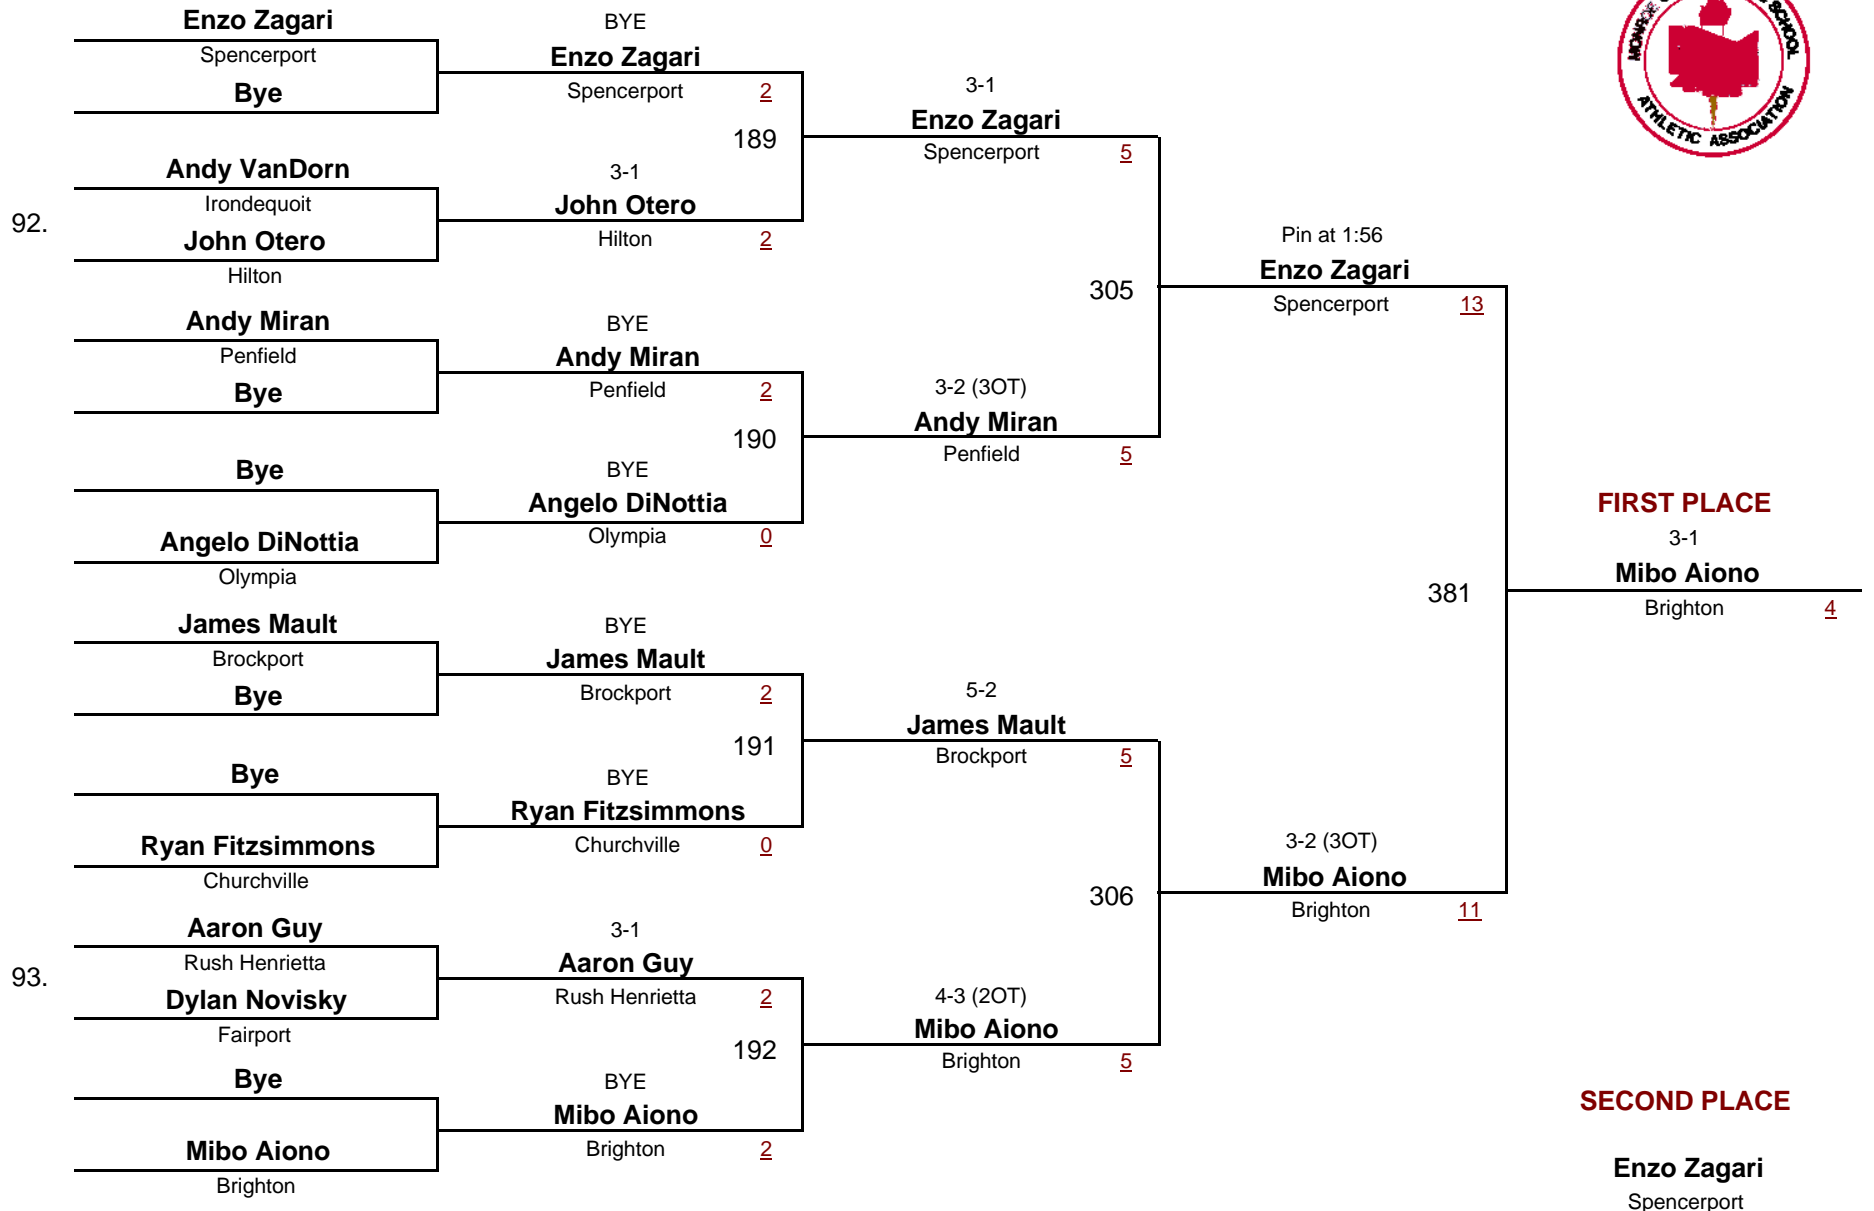 Enzo Zagari
Spencerport
Bye
92.
Andy VanDorn
Irondequoit
John Otero
Hilton
Andy Miran
Penfield
Bye
Bye
Angelo DiNottia
Olympia
James Mault
Brockport
Bye
Bye
Ryan Fitzsimmons
Churchville
93.
Aaron Guy
Rush Henrietta
Dylan Novisky
Fairport
Bye
Mibo Aiono
Brighton
BYE
Enzo Zagari
Spencerport 2
189
3-1
John Otero
Hilton 2
BYE
Andy Miran
Penfield 2
190
BYE
Angelo DiNottia
Olympia 0
BYE
James Mault
Brockport 2
191
BYE
Ryan Fitzsimmons
Churchville 0
3-1
Aaron Guy
Rush Henrietta 2
192
BYE
Mibo Aiono
Brighton 2
3-1
Enzo Zagari
Spencerport 5
305
3-2 (3OT)
Andy Miran
Penfield 5
5-2
James Mault
Brockport 5
306
4-3 (2OT)
Mibo Aiono
Brighton 5
Pin at 1:56
Enzo Zagari
Spencerport 13
381
3-2 (3OT)
Mibo Aiono
Brighton 11
SCHOOL
ATHLETIC ASSOCIATION
FIRST PLACE
3-1
Mibo Aiono
Brighton 4
SECOND PLACE
Enzo Zagari
Spencerport